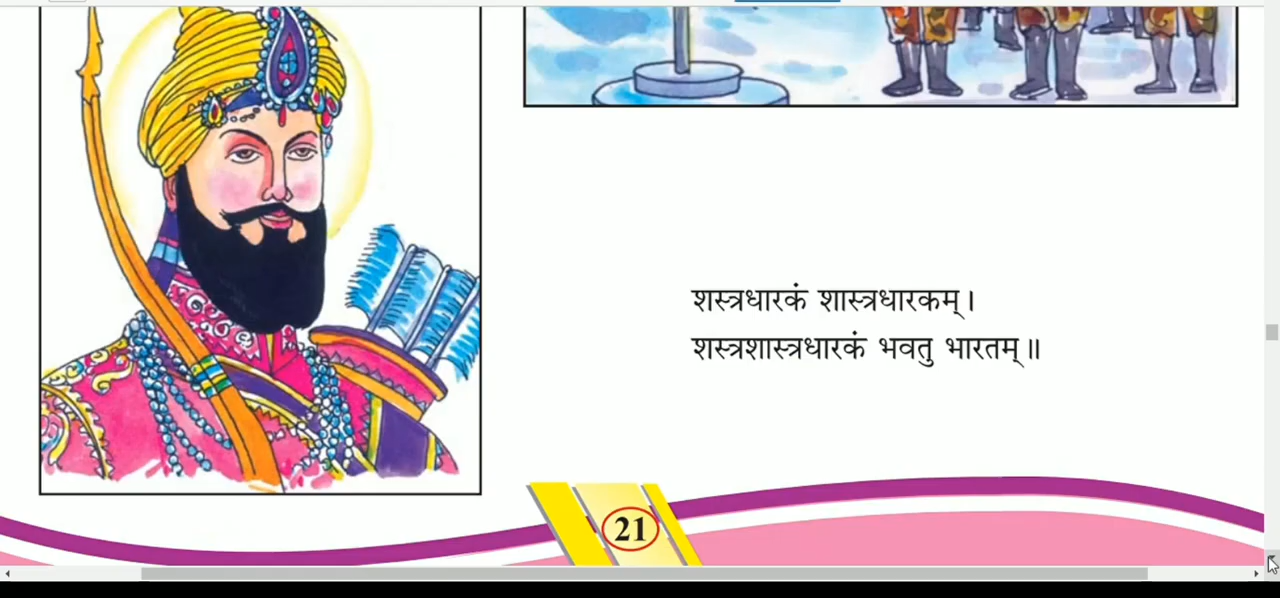 शस्त्रधारकं शास्त्रधारकम्।
शस्त्रशास्त्रधारकं भवतु भारतम्॥
21